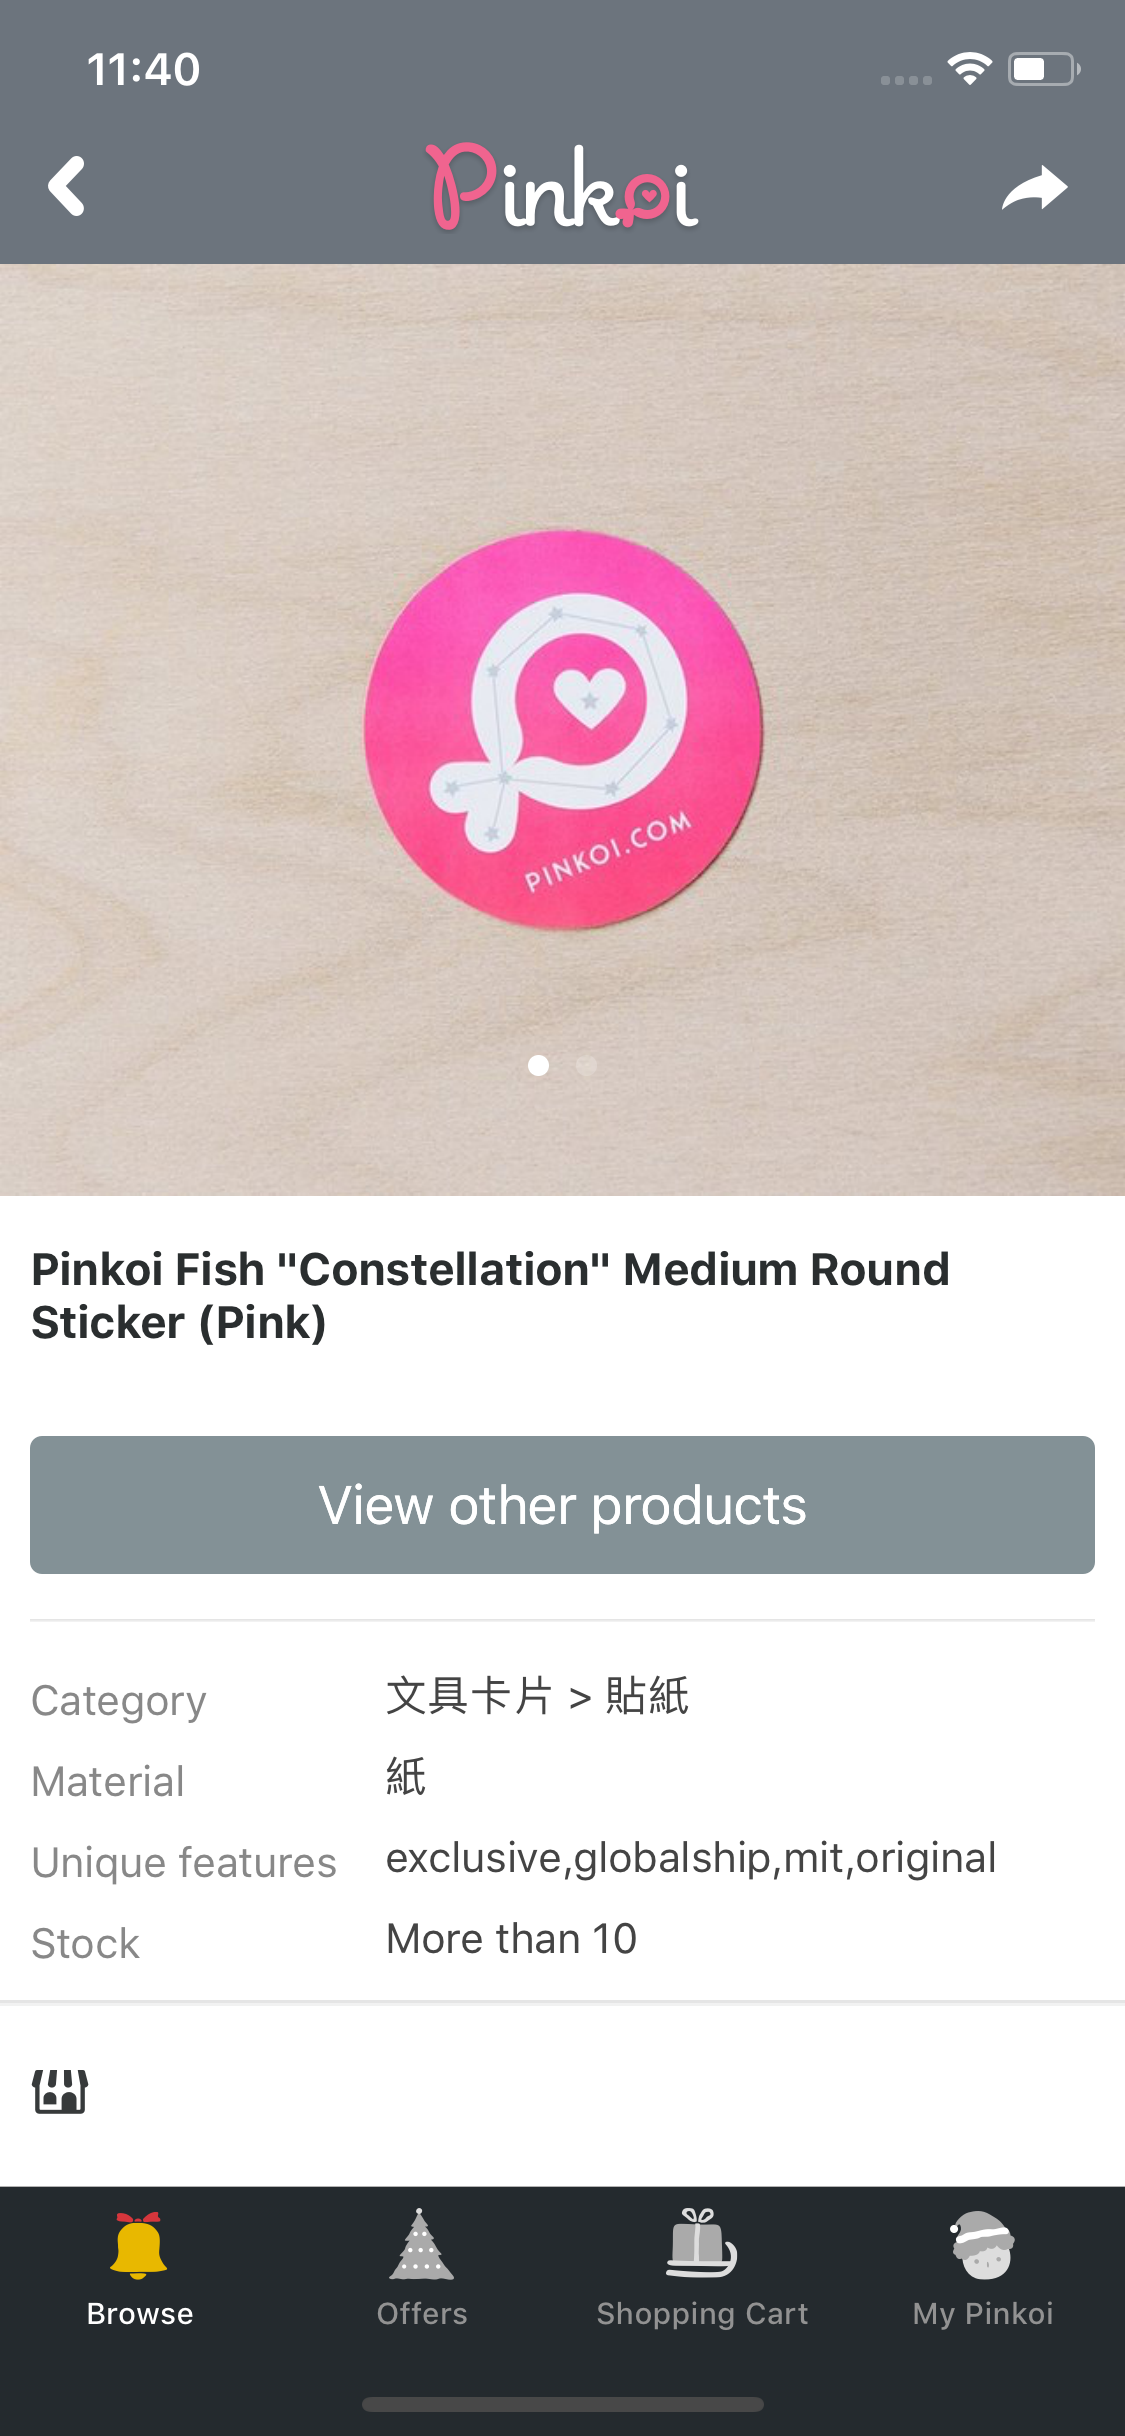 11:40
Pinkoi
PINKOI.COM
Pinkoi Fish "Constellation" Medium Round
Sticker (Pink)
View other products
Category 文具卡片 > 貼紙
Material 紙
Unique features exclusive,globalship,mit,original
Stock More than 10
Browse Offers Shopping Cart My Pinkoi